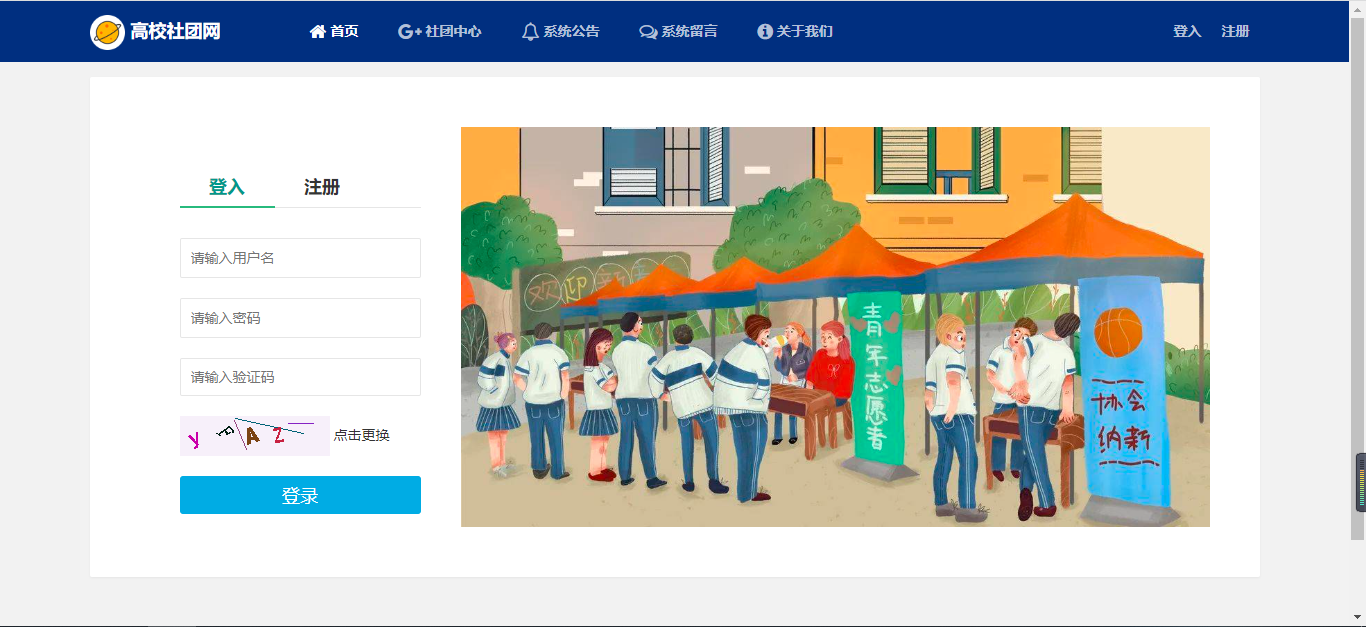 高校社团网
首页
社团中心
系统公告
系统留言
关于我们
登入
注册
登入
注册
请输入用户名
请输入密码
请输入验证码
点击更换
登录
欢迎新
青年志愿者
协会
纳新